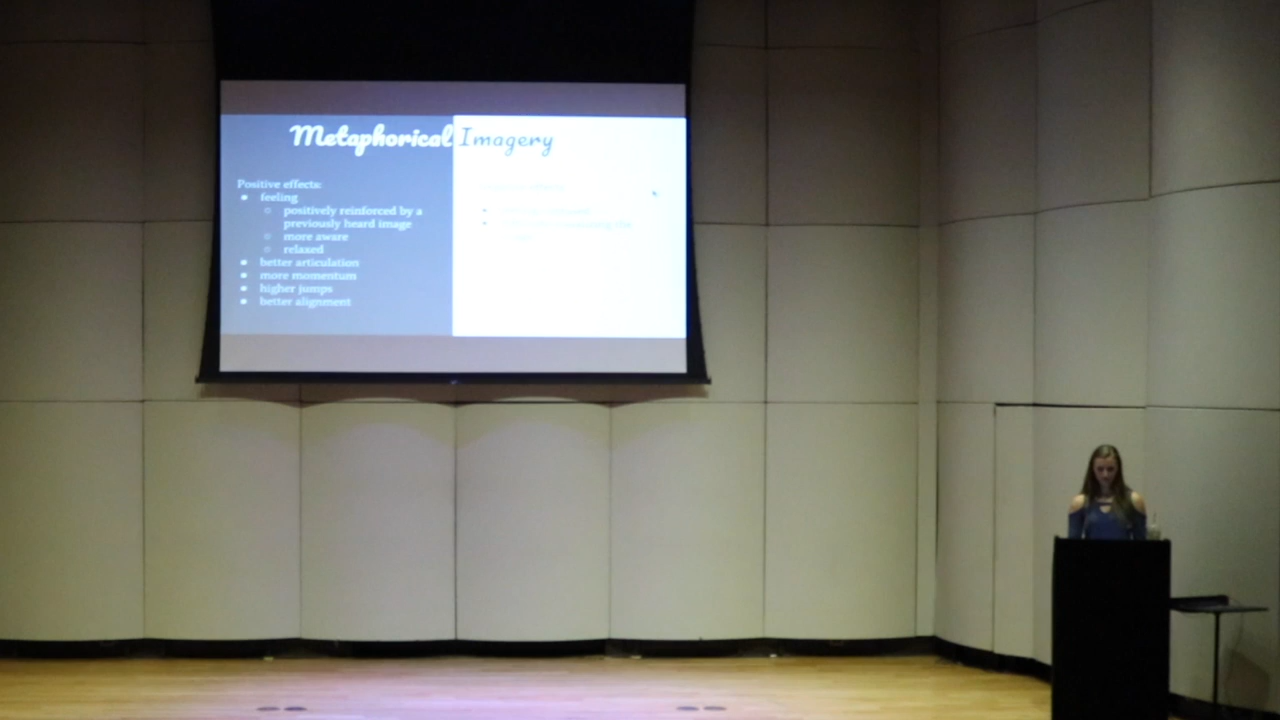 Metaphorical Imagery
Positive effects:
feeling
positively reinforced by a
previously heard image
more aware
relaxed
better articulation
more momentum
higher jumps
better alignment